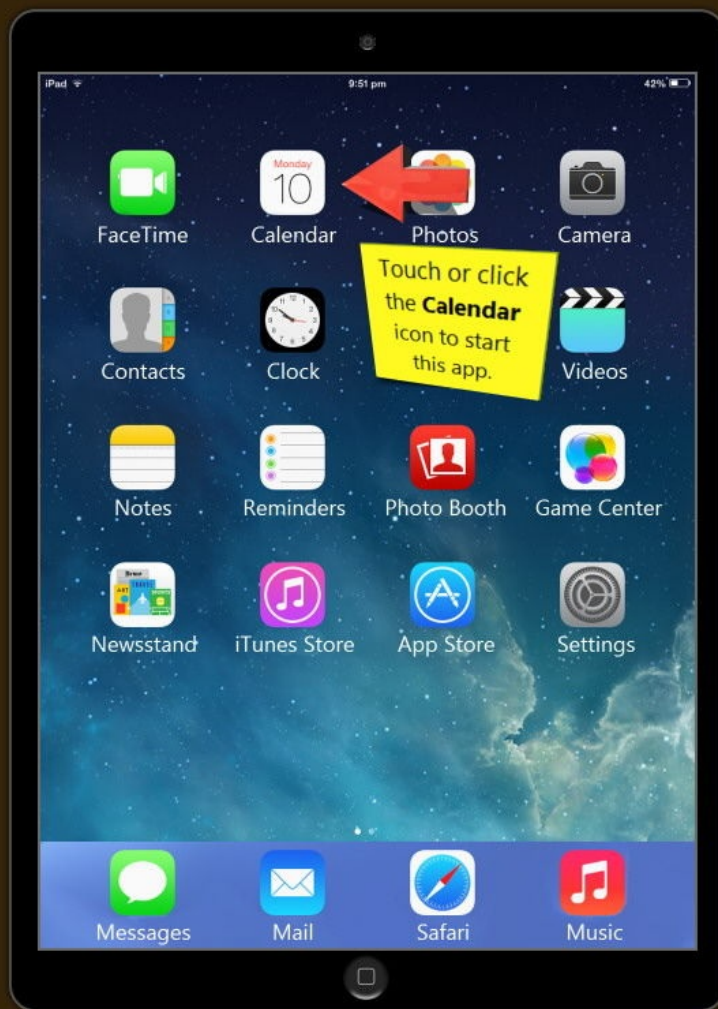 iPad 9:51 pm 42%
Monday
10
FaceTime Calendar Photos Camera
Touch or click
the Calendar
icon to start
this app.
12
Contacts Clock Videos
Notes Reminders Photo Booth Game Center
Newsstand iTunes Store App Store Settings
Messages Mail Safari Music